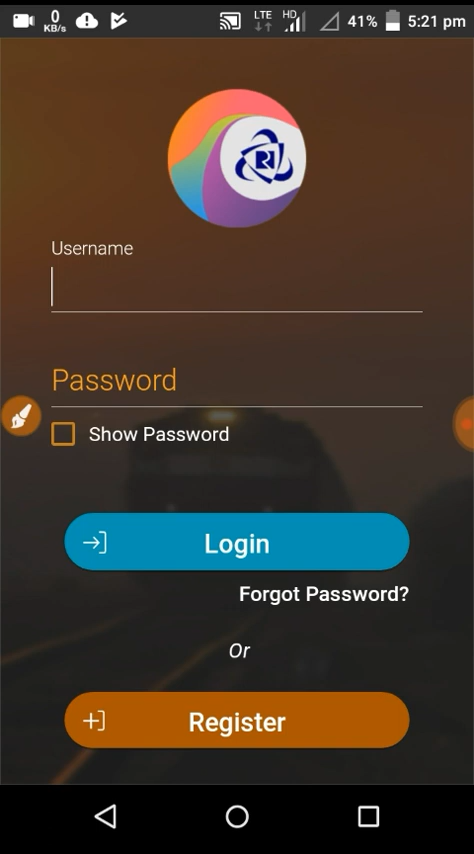 0
KB/s
LTE
HD
41%
5:21 pm
Username
Password
Show Password
Login
Forgot Password?
Or
Register